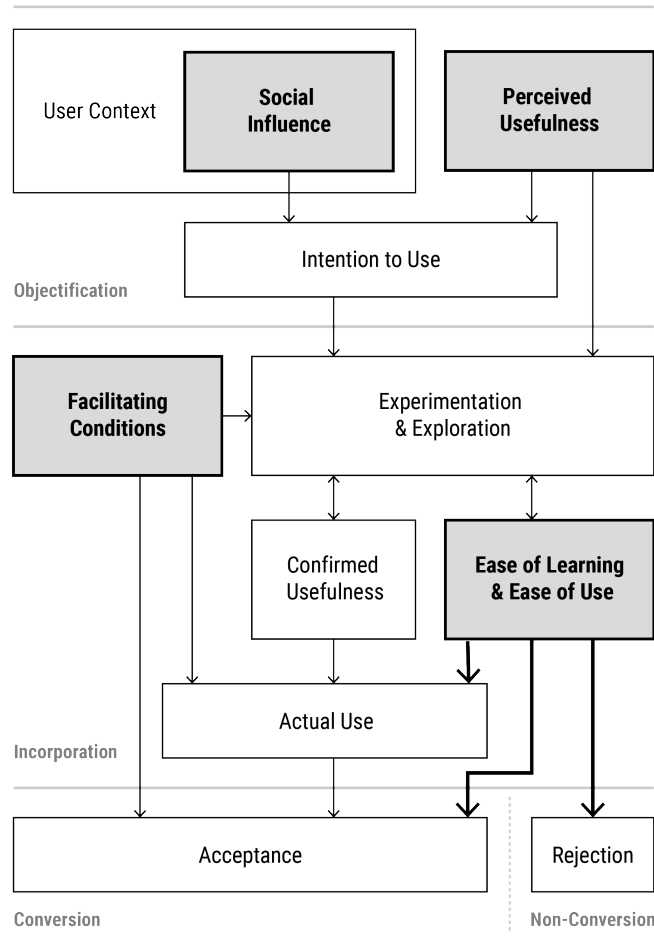 User Context
Social
Influence
Perceived
Usefulness
Intention to Use
Objectification
Facilitating
Conditions
Experimentation
& Exploration
Confirmed
Usefulness
Ease of Learning
& Ease of Use
Actual Use
Incorporation
Acceptance
Rejection
Conversion
Non-Conversion